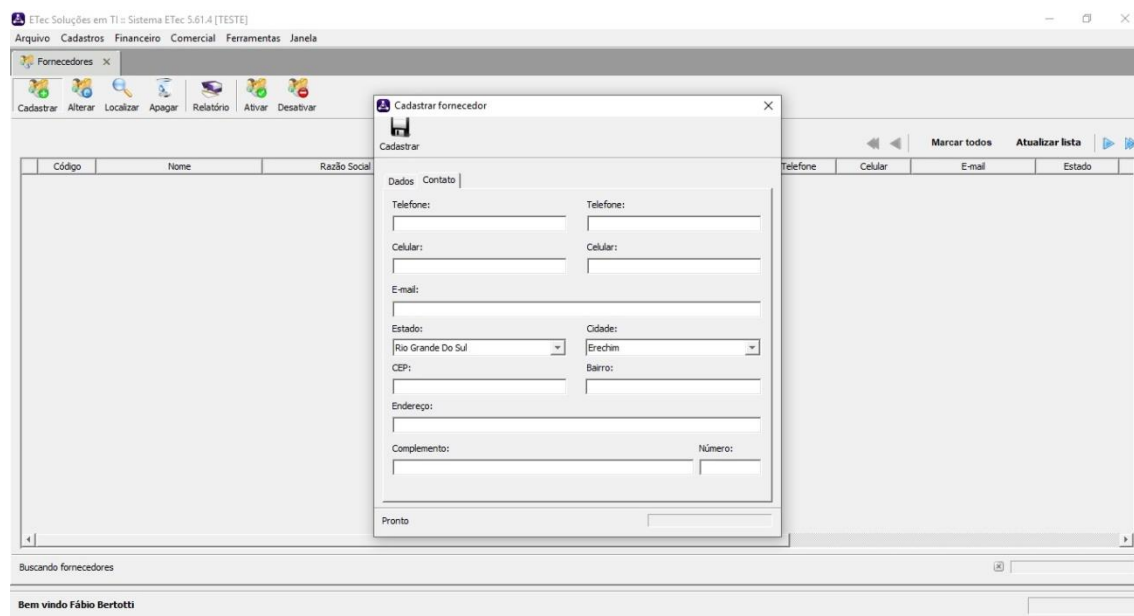 ETec Soluções em TI :: Sistema ETec 5.61.4 [TESTE]
Arquivo Cadastros Financeiro Comercial Ferramentas Janela
Fornecedores
Cadastrar Alterar Localizar Apagar Relatório Ativar Desativar
Marcar todos Atualizar lista
Código Nome Razão Social Telefone Celular E-mail Estado
Cadastrar fornecedor
Cadastrar
Dados Contato
Telefone: Telefone:
Celular: Celular:
E-mail:
Estado: Cidade:
Rio Grande Do Sul Erechim
CEP: Bairro:
Endereço:
Complemento: Número:
Pronto
Buscando fornecedores
Bem vindo Fábio Bertotti